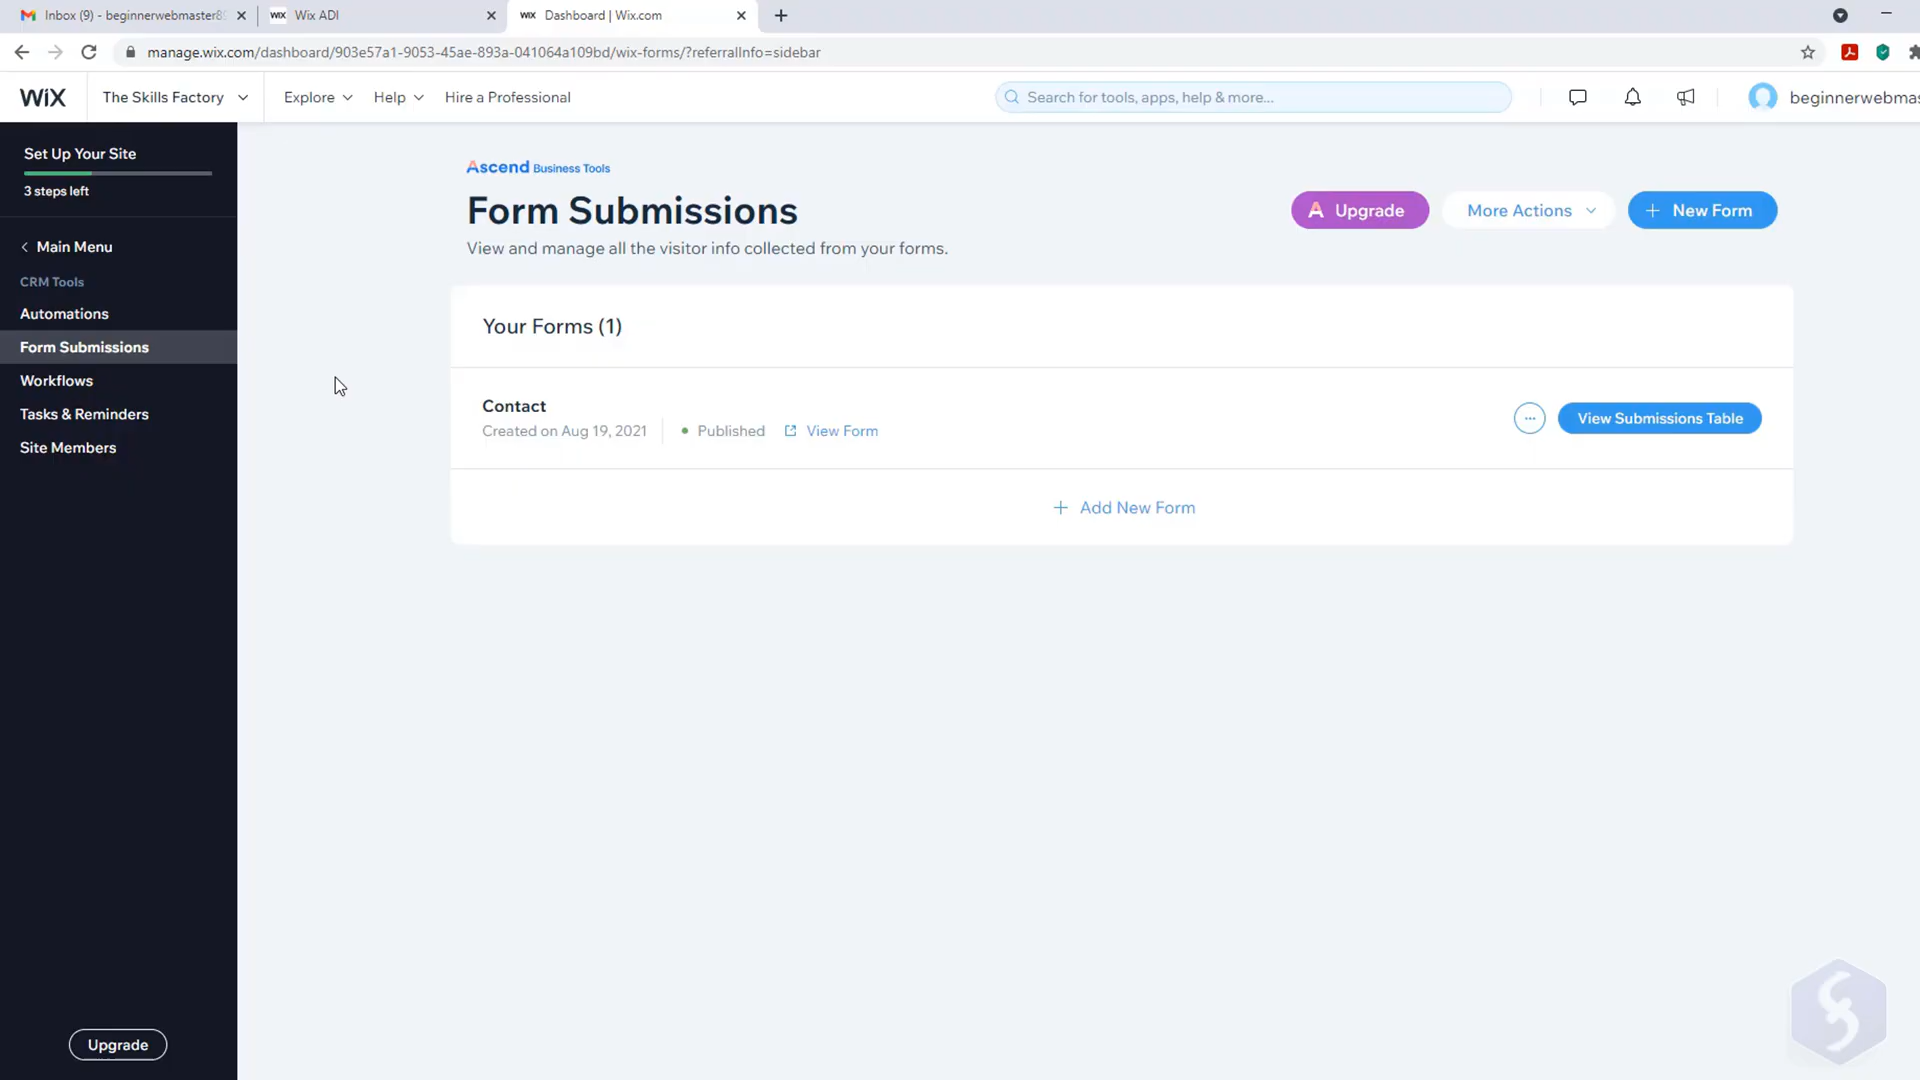 Inbox (9) - beginnerwebmaster8
Wix ADI
Dashboard | Wix.com
manage.wix.com/dashboard/903e57a1-9053-45ae-893a-041064a109bd/wix-forms/?referralInfo=sidebar
WiX
The Skills Factory
Explore
Help
Hire a Professional
Search for tools, apps, help & more...
beginnerwebmas
Set Up Your Site
3 steps left
Main Menu
CRM Tools
Automations
Form Submissions
Workflows
Tasks & Reminders
Site Members
Upgrade
Ascend Business Tools
Form Submissions
View and manage all the visitor info collected from your forms.
Upgrade
More Actions
New Form
Your Forms (1)
Contact
Created on Aug 19, 2021
Published
View Form
View Submissions Table
Add New Form